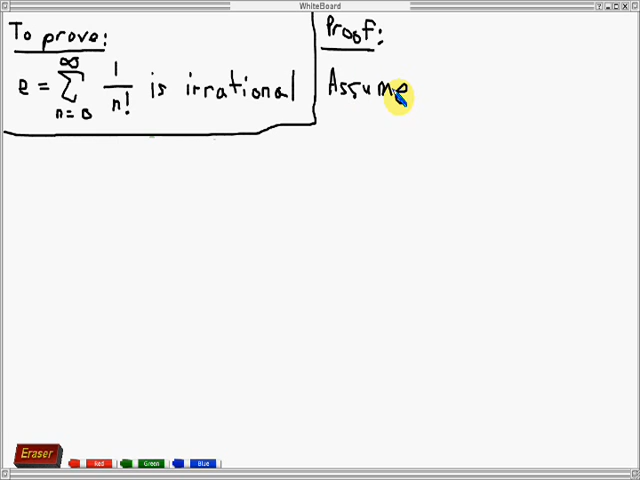 WhiteBoard
To prove:
e = ∞∑n=0 1/n! is irrational
Proof:
Assume
Eraser
Red
Green
Blue